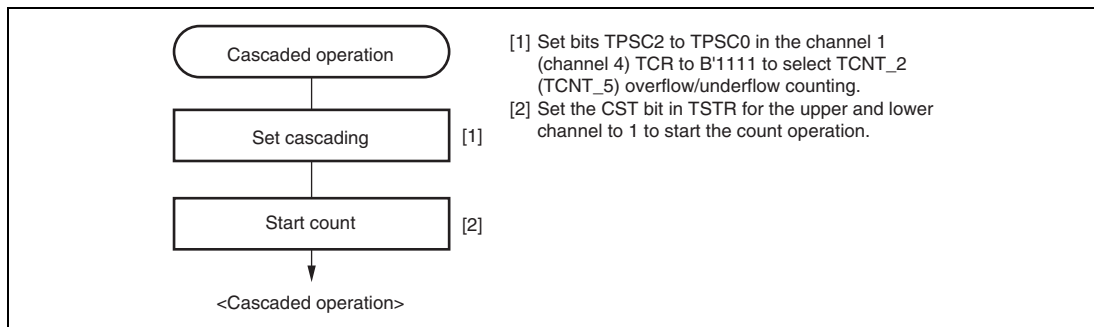 Cascaded operation
Set cascading
[1]
Start count
[2]
<Cascaded operation>
[1] Set bits TPSC2 to TPSC0 in the channel 1
(channel 4) TCR to B'1111 to select TCNT_2
(TCNT_5) overflow/underflow counting.
[2] Set the CST bit in TSTR for the upper and lower
channel to 1 to start the count operation.